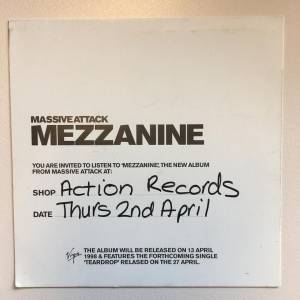 MASSIVE ATTACK
MEZZANINE
YOU ARE INVITED TO LISTEN TO 'MEZZANINE', THE NEW ALBUM
FROM MASSIVE ATTACK AT:
SHOP Action Records
DATE Thurs 2nd April
Virgin
THE ALBUM WILL BE RELEASED ON 13 APRIL
1998 & FEATURES THE FORTHCOMING SINGLE
'TEARDROP' RELASED ON THE 27 APRIL.